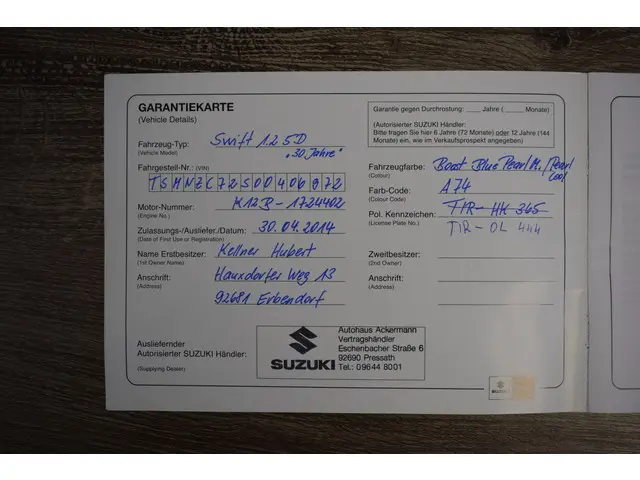 GARANTIEKARTE
(Vehicle Details)
Fahrzeug-Typ: Swift 1.2 5D
(Vehicle Model) "30 Jahre"
Fahrgestell-Nr.: (VIN)
TSMNZC72S00406972
Motor-Nummer: K12B-1724402
(Engine No.)
Zulassungs-/Ausliefer./Datum: 30.04.2014
(Date of First Use or Registration)
Name Erstbesitzer: Kellner Hubert
(1st Owner Name)
Anschrift: Hauxdorfer Weg 13
(Address)
92681 Erbendorf
Ausliefernder
Autorisierter SUZUKI Händler:
(Supplying Dealer)
SUZUKI
Autohaus Ackermann
Vertragshändler
Eschenbacher Straße 6
92690 Pressath
Tel.: 09644 8001
Garantie gegen Durchrostung: ___ Jahre (____ Monate)
(Autorisierter SUZUKI Händler:
Bitte tragen Sie hier 6 Jahre (72 Monate) oder 12 Jahre (144
Monate) ein, wie im Verkaufsprospekt angegeben)
Fahrzeugfarbe: Boost Blue Pearl M./Pearl
(Colour) Cool
Farb-Code: A74
(Colour Code)
Pol. Kennzeichen: TIR-HK 365
(License Plate No.) TIR-OL 444
Zweitbesitzer:
(2nd Owner)
Anschrift:
(Address)
SUZUKI